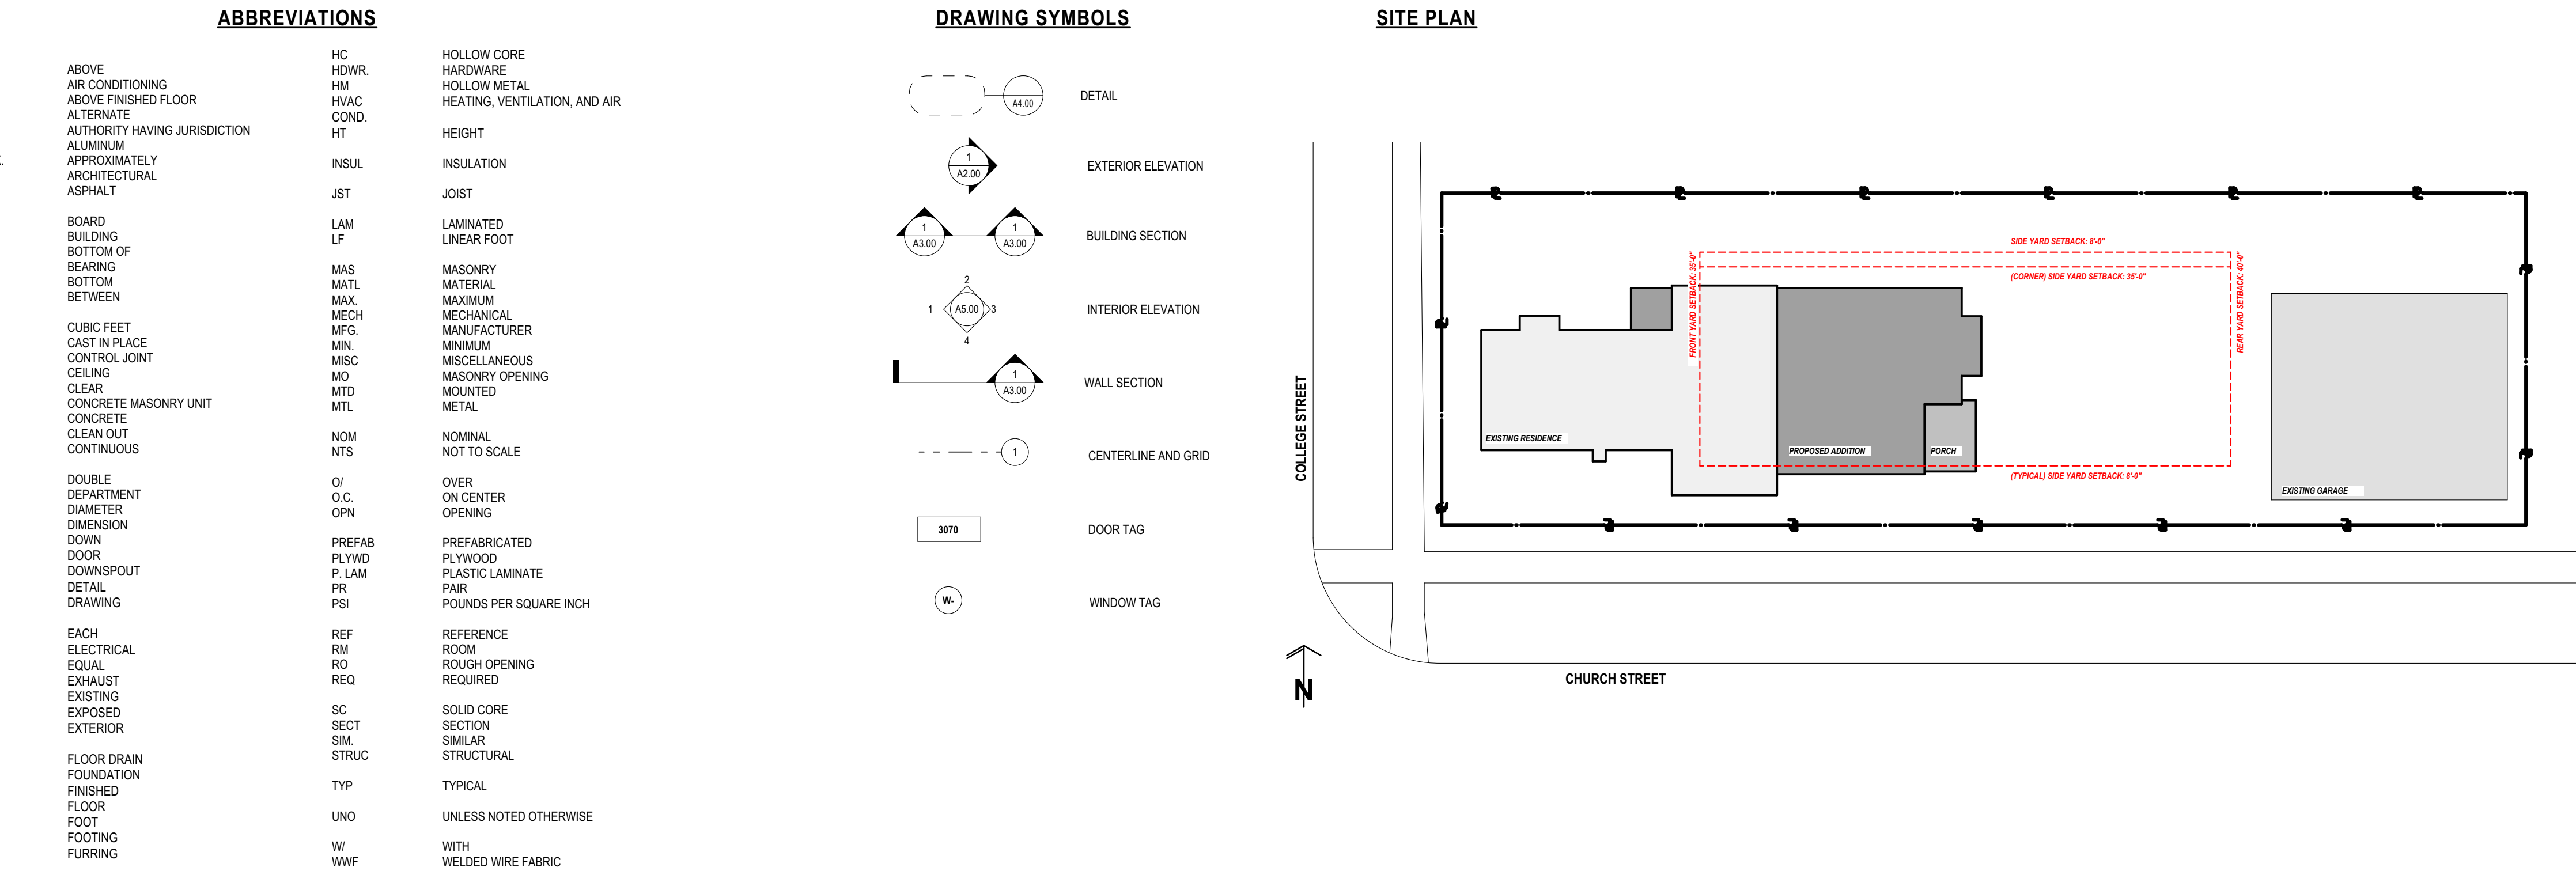 ABBREVIATIONS
ABOVE
AIR CONDITIONING
ABOVE FINISHED FLOOR
ALTERNATE
AUTHORITY HAVING JURISDICTION
ALUMINUM
APPROXIMATELY
ARCHITECTURAL
ASPHALT
BOARD
BUILDING
BOTTOM OF
BEARING
BOTTOM
BETWEEN
CUBIC FEET
CAST IN PLACE
CONTROL JOINT
CEILING
CLEAR
CONCRETE MASONRY UNIT
CONCRETE
CLEAN OUT
CONTINUOUS
DOUBLE
DEPARTMENT
DIAMETER
DIMENSION
DOWN
DOOR
DOWNSPOUT
DETAIL
DRAWING
EACH
ELECTRICAL
EQUAL
EXHAUST
EXISTING
EXPOSED
EXTERIOR
FLOOR DRAIN
FOUNDATION
FINISHED
FLOOR
FOOT
FOOTING
FURRING
HC HOLLOW CORE
HDWR. HARDWARE
HM HOLLOW METAL
HVAC HEATING, VENTILATION, AND AIR
COND.
HT HEIGHT
INSUL INSULATION
JST JOIST
LAM LAMINATED
LF LINEAR FOOT
MAS MASONRY
MATL MATERIAL
MAX. MAXIMUM
MECH MECHANICAL
MFG. MANUFACTURER
MIN. MINIMUM
MISC MISCELLANEOUS
MO MASONRY OPENING
MTD MOUNTED
MTL METAL
NOM NOMINAL
NTS NOT TO SCALE
O/ OVER
O.C. ON CENTER
OPN OPENING
PREFAB PREFABRICATED
PLYWD PLYWOOD
P. LAM PLASTIC LAMINATE
PR PAIR
PSI POUNDS PER SQUARE INCH
REF REFERENCE
RM ROOM
RO ROUGH OPENING
REQ REQUIRED
SC SOLID CORE
SECT SECTION
SIM. SIMILAR
STRUC STRUCTURAL
TYP TYPICAL
UNO UNLESS NOTED OTHERWISE
W/ WITH
WWF WELDED WIRE FABRIC
DRAWING SYMBOLS
A4.00 DETAIL
1
A2.00
EXTERIOR ELEVATION
1 1
A3.00 A3.00
BUILDING SECTION
2
1 A5.00 3
4
INTERIOR ELEVATION
1
A3.00
WALL SECTION
1 CENTERLINE AND GRID
3070 DOOR TAG
W- WINDOW TAG
SITE PLAN
SIDE YARD SETBACK: 8'-0"
(CORNER) SIDE YARD SETBACK: 35'-0"
FRONT YARD SETBACK: 35'-0"
REAR YARD SETBACK: 40'-0"
EXISTING RESIDENCE
PROPOSED ADDITION
PORCH
(TYPICAL) SIDE YARD SETBACK: 8'-0"
EXISTING GARAGE
COLLEGE STREET
CHURCH STREET
N